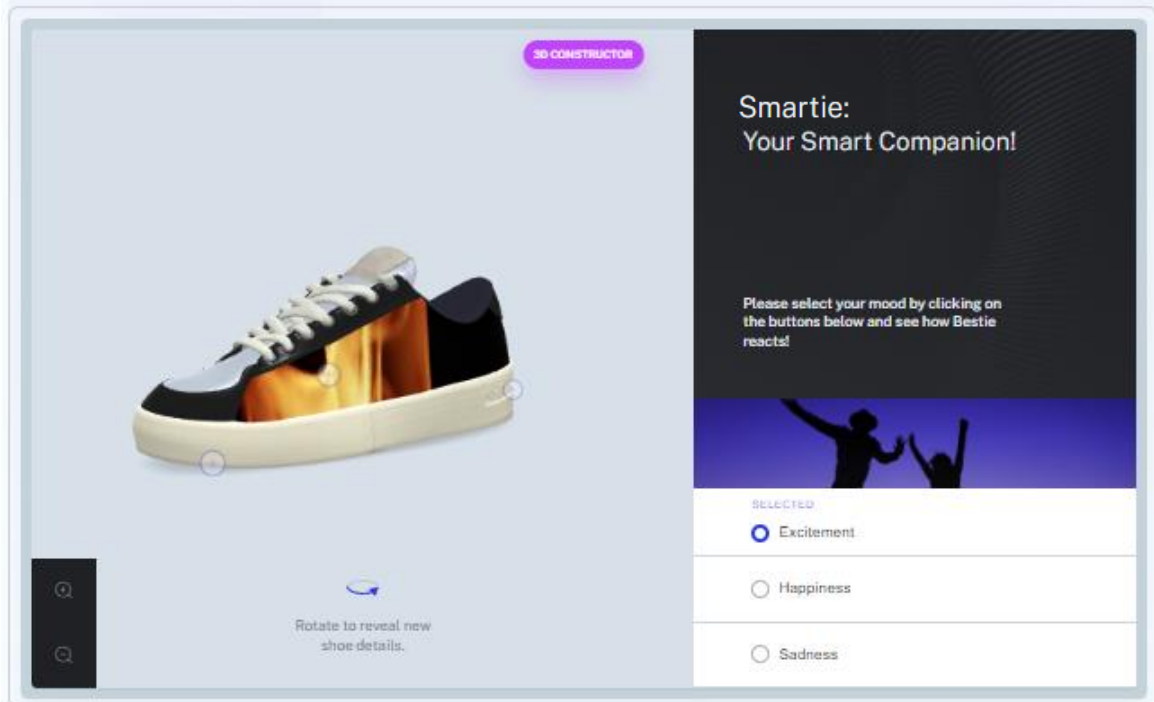 3D CONSTRUCTOR
Smartie:
Your Smart Companion!
Please select your mood by clicking on
the buttons below and see how Bestie
reacts!
SELECTED
Excitement
Happiness
Sadness
Rotate to reveal new
shoe details.